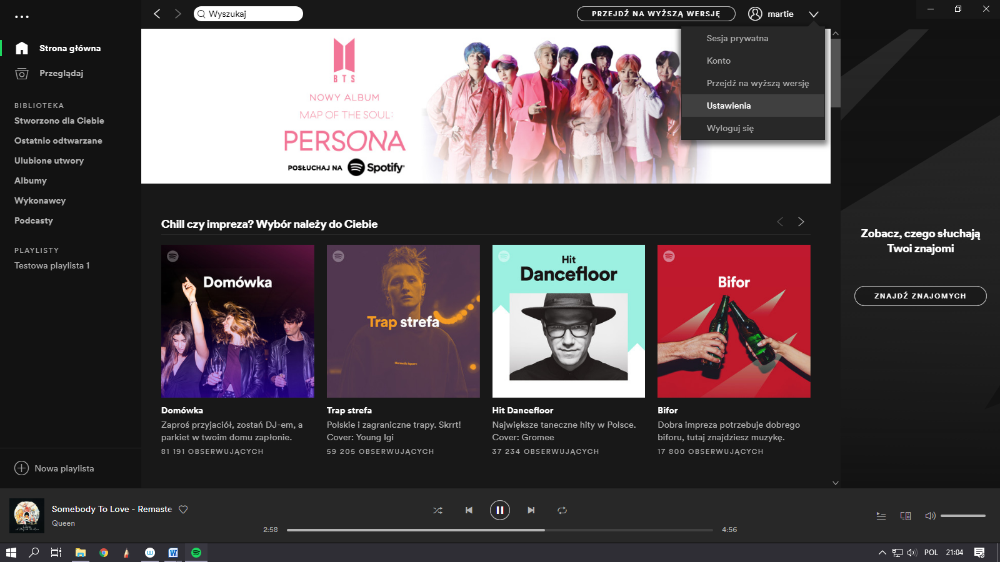 Wyszukaj
PRZEJDŹ NA WYŻSZĄ WERSJĘ
martie
Strona główna
Przeglądaj
BIBLIOTEKA
Stworzono dla Ciebie
Ostatnio odtwarzane
Ulubione utwory
Albumy
Wykonawcy
Podcasty
PLAYLISTY
Testowa playlista 1
Nowa playlista
BTS
NOWY ALBUM
MAP OF THE SOUL:
PERSONA
POSŁUCHAJ NA Spotify
Sesja prywatna
Konto
Przejdź na wyższą wersję
Ustawienia
Wyloguj się
Chill czy impreza? Wybór należy do Ciebie
Domówka
Trap strefa
Hit
Dancefloor
Bifor
Domówka
Zaproś przyjaciół, zostań DJ-em, a
parkiet w twoim domu zapłonie.
81 191 OBSERWUJĄCYCH
Trap strefa
Polskie i zagraniczne trapy. Skrrt!
Cover: Young Igi
59 205 OBSERWUJĄCYCH
Hit Dancefloor
Największe taneczne hity w Polsce.
Cover: Gromee
37 234 OBSERWUJĄCYCH
Bifor
Dobra impreza potrzebuje dobrego
biforu, tutaj znajdziesz muzykę.
17 800 OBSERWUJĄCYCH
Zobacz, czego słuchają
Twoi znajomi
ZNAJDŹ ZNAJOMYCH
Somebody To Love - Remaste
Queen
2:58
4:56
POL
21:04